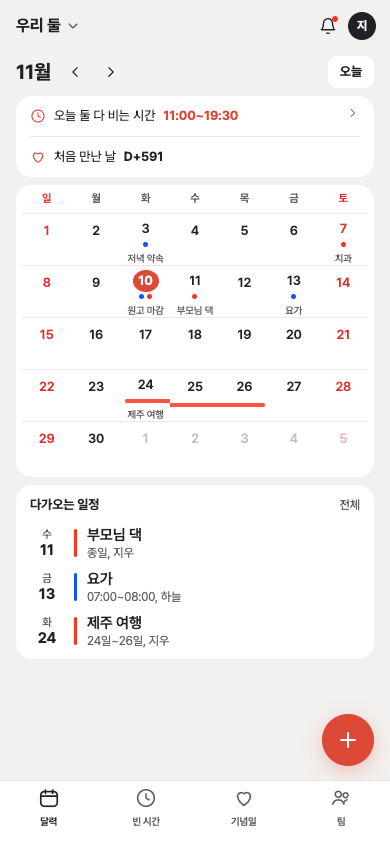 우리 둘
지
11월
오늘
오늘 둘 다 비는 시간 11:00~19:30
처음 만난 날 D+591
일 월 화 수 목 금 토
1 2 3 4 5 6 7
저녁 약속 치과
8 9 10 11 12 13 14
원고 마감 부모님 댁 요가
15 16 17 18 19 20 21
22 23 24 25 26 27 28
제주 여행
29 30 1 2 3 4 5
다가오는 일정 전체
수
11
부모님 댁
종일, 지우
금
13
요가
07:00~08:00, 하늘
화
24
제주 여행
24일~26일, 지우
달력 빈 시간 기념일 팀